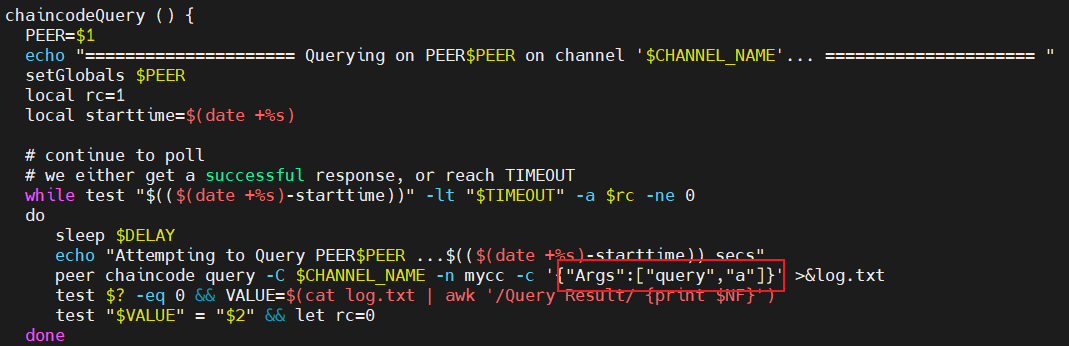 chaincodeQuery () {
  PEER=$1
  echo "===================== Querying on PEER$PEER on channel '$CHANNEL_NAME'... ===================== "
  setGlobals $PEER
  local rc=1
  local starttime=$(date +%s)

  # continue to poll
  # we either get a successful response, or reach TIMEOUT
  while test "$(($(date +%s)-starttime))" -lt "$TIMEOUT" -a $rc -ne 0
  do
     sleep $DELAY
     echo "Attempting to Query PEER$PEER ...$(($(date +%s)-starttime)) secs"
     peer chaincode query -C $CHANNEL_NAME -n mycc -c '{"Args":["query","a"]}' >&log.txt
     test $? -eq 0 && VALUE=$(cat log.txt | awk '/Query Result/ {print $NF}')
     test "$VALUE" = "$2" && let rc=0
  done